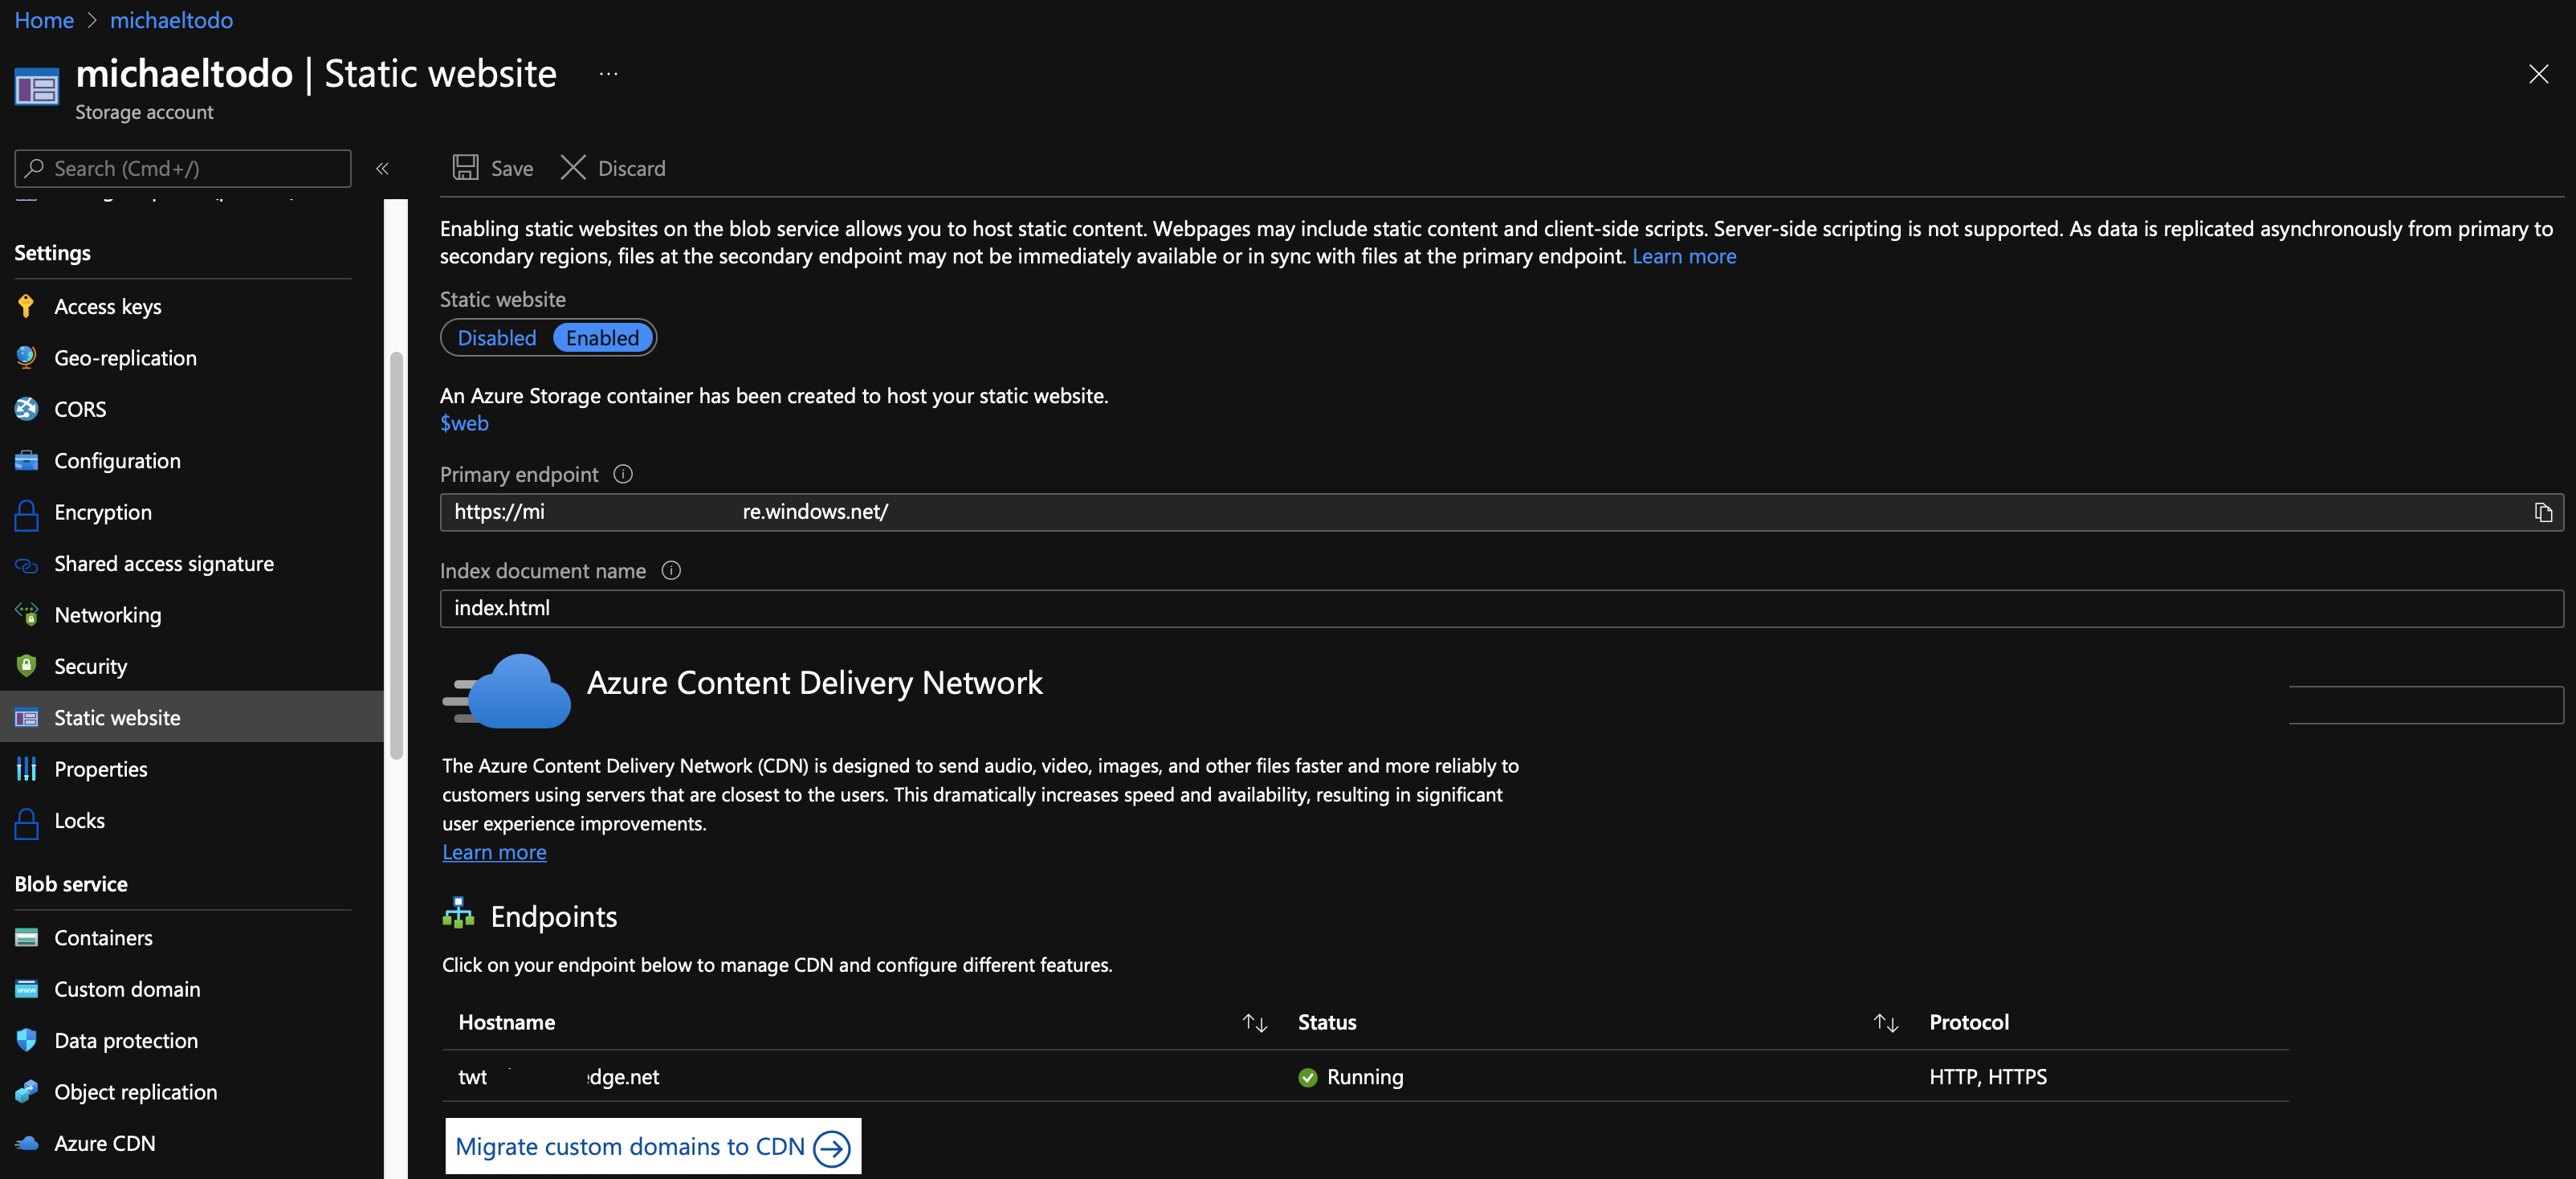 Home > michaeltodo
michaeltodo | Static website ...
Storage account
Search (Cmd+/)
«
Save
Discard
Settings
Access keys
Geo-replication
CORS
Configuration
Encryption
Shared access signature
Networking
Security
Static website
Properties
Locks
Blob service
Containers
Custom domain
Data protection
Object replication
Azure CDN
Enabling static websites on the blob service allows you to host static content. Webpages may include static content and client-side scripts. Server-side scripting is not supported. As data is replicated asynchronously from primary to
secondary regions, files at the secondary endpoint may not be immediately available or in sync with files at the primary endpoint. Learn more
Static website
Disabled Enabled
An Azure Storage container has been created to host your static website.
$web
Primary endpoint
https://mi re.windows.net/
Index document name
index.html
Azure Content Delivery Network
The Azure Content Delivery Network (CDN) is designed to send audio, video, images, and other files faster and more reliably to
customers using servers that are closest to the users. This dramatically increases speed and availability, resulting in significant
user experience improvements.
Learn more
Endpoints
Click on your endpoint below to manage CDN and configure different features.
Hostname Status Protocol
twt edge.net Running HTTP, HTTPS
Migrate custom domains to CDN